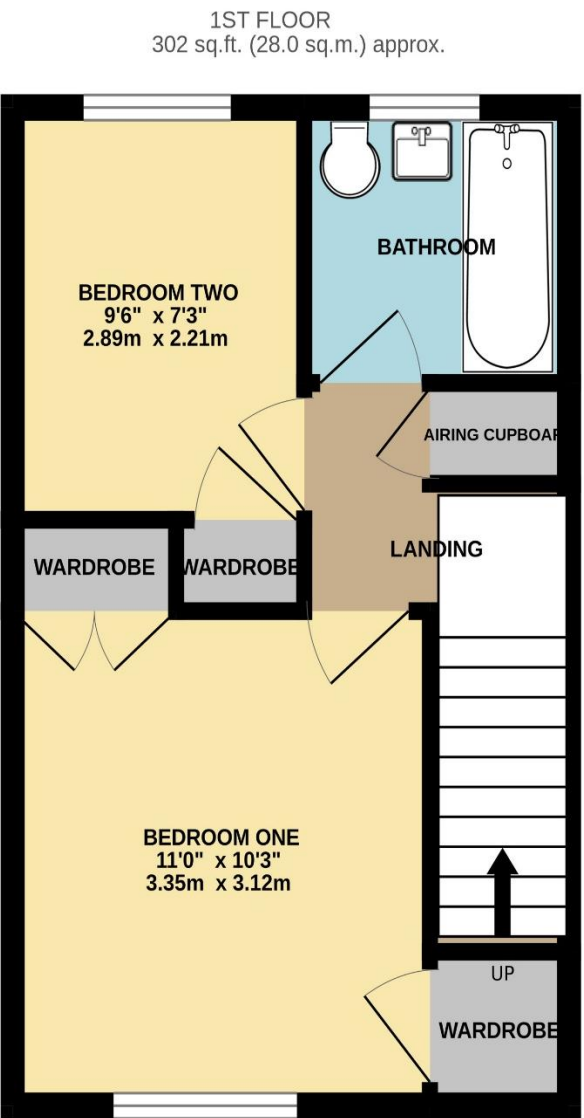 1ST FLOOR
302 sq.ft. (28.0 sq.m.) approx.
BATHROOM
BEDROOM TWO
9'6" x 7'3"
2.89m x 2.21m
AIRING CUPBOAR
LANDING
WARDROBE
WARDROBE
BEDROOM ONE
11'0" x 10'3"
3.35m x 3.12m
UP
WARDROBE